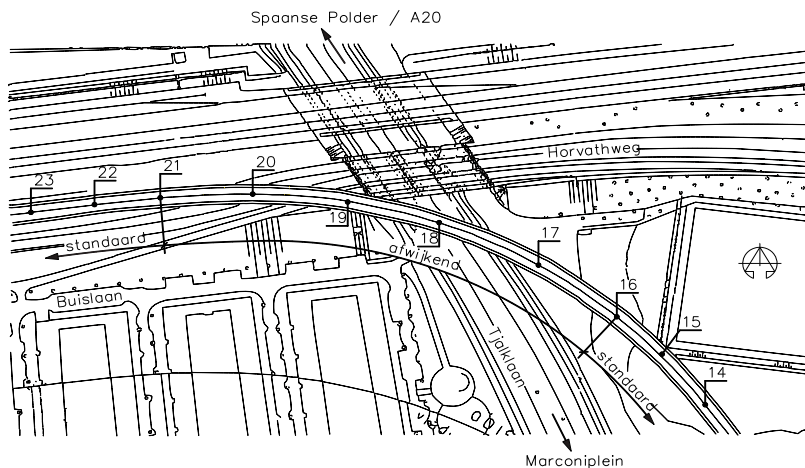 Spaanse Polder / A20
Horvathweg
23
22
21
20
19
18
17
16
15
14
standaard
afwijkend
standaard
Buislaan
Tjalklaan
Marconiplein